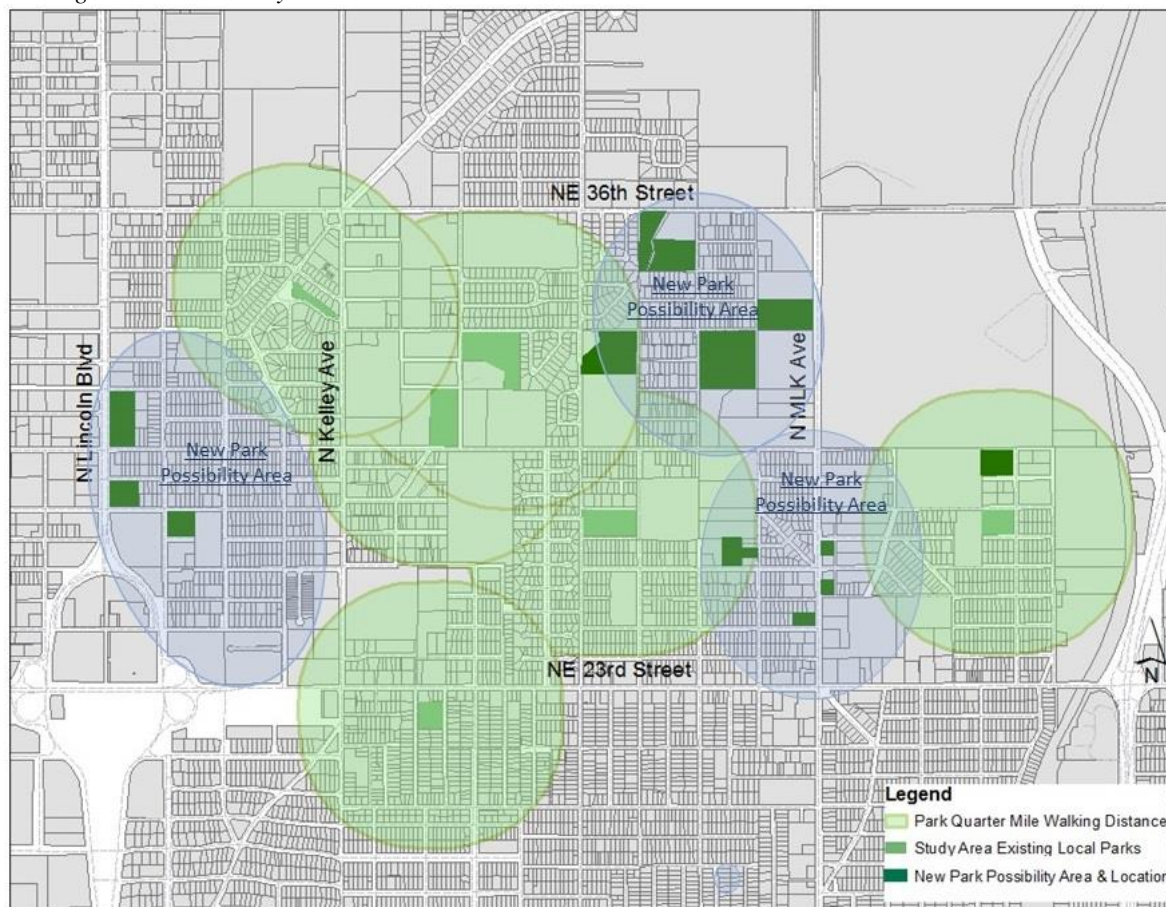 NE 36th Street
New Park
Possibility Area
N Lincoln Blvd
N Kelley Ave
N MLK Ave
New Park
Possibility Area
New Park
Possibility Area
NE 23rd Street
N
Legend
Park Quarter Mile Walking Distance
Study Area Existing Local Parks
New Park Possibility Area & Location